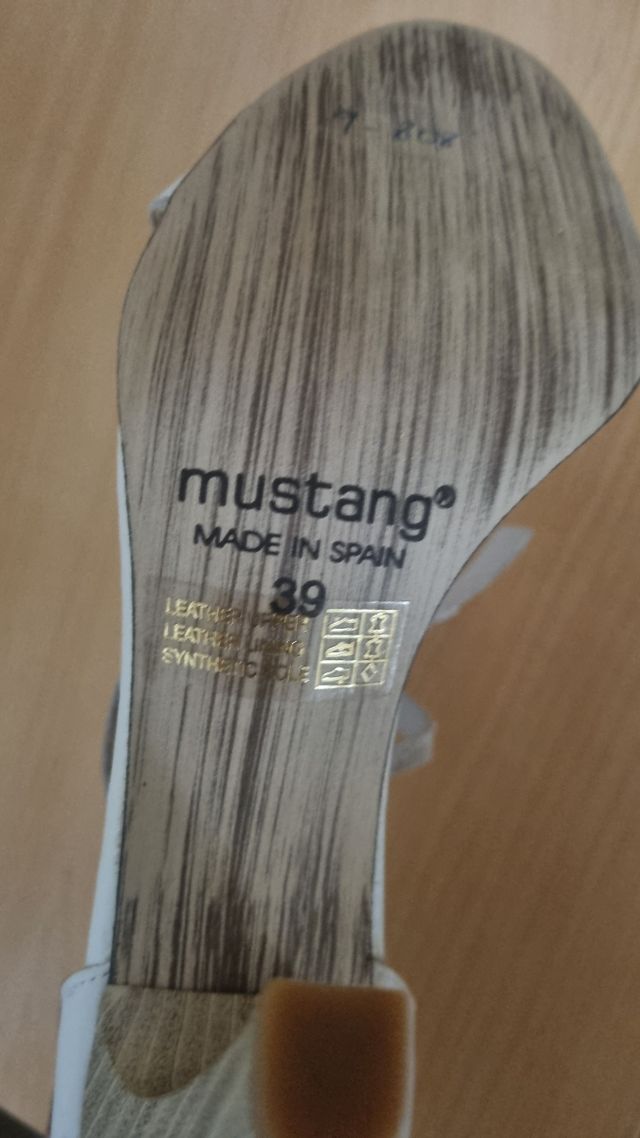 mustang®
MADE IN SPAIN
39
LEATHER UPPER
LEATHER LINING
SYNTHETIC SOLE